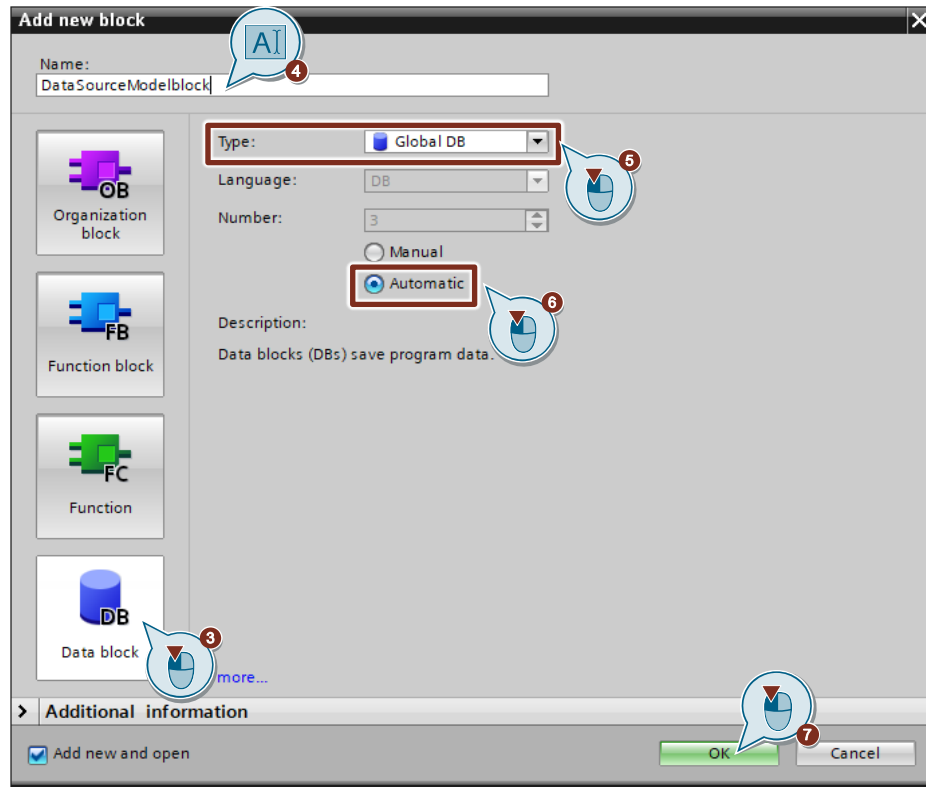 Add new block
AI
4
Name:
DataSourceModelblock
Type:
Global DB
5
Language:
DB
Number:
3
Manual
Automatic
6
Description:
Data blocks (DBs) save program data.
OB
Organization
block
FB
Function block
FC
Function
DB
Data block
3
more...
Additional information
Add new and open
OK
7
Cancel